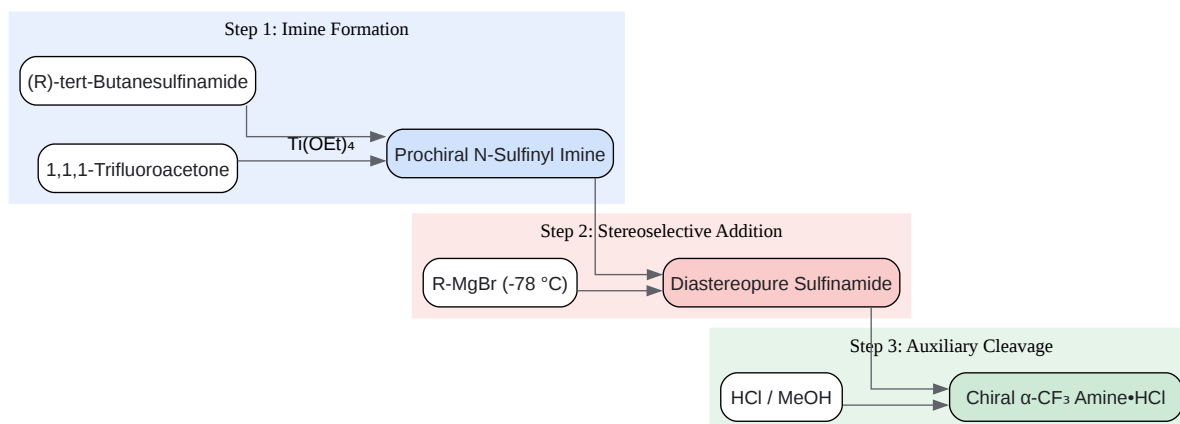 Step 1: Imine Formation
(R)-tert-Butanesulfinamide
Ti(OEt)₄
1,1,1-Trifluoroacetone
Prochiral N-Sulfinyl Imine
Step 2: Stereoselective Addition
R-MgBr (-78 °C)
Diastereopure Sulfinamide
Step 3: Auxiliary Cleavage
HCl / MeOH
Chiral α-CF₃ Amine•HCl